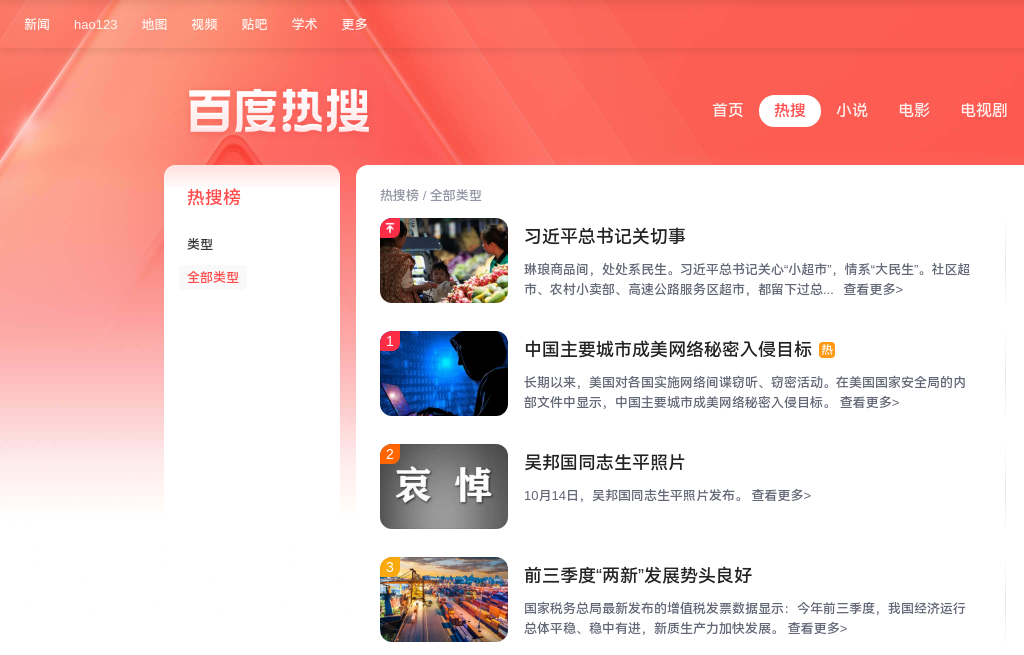 新闻 hao123 地图 视频 贴吧 学术 更多
百度热搜
首页 热搜 小说 电影 电视剧
热搜榜
类型
全部类型
热搜榜 / 全部类型
习近平总书记关切事
琳琅商品间，处处系民生。习近平总书记关心“小超市”，情系“大民生”。社区超
市、农村小卖部、高速公路服务区超市，都留下过总... 查看更多>
1
中国主要城市成美网络秘密入侵目标 热
长期以来，美国对各国实施网络间谍窃听、窃密活动。在美国国家安全局的内
部文件中显示，中国主要城市成美网络秘密入侵目标。 查看更多>
2
哀 悼
吴邦国同志生平照片
10月14日，吴邦国同志生平照片发布。 查看更多>
3
前三季度“两新”发展势头良好
国家税务总局最新发布的增值税发票数据显示：今年前三季度，我国经济运行
总体平稳、稳中有进，新质生产力加快发展。 查看更多>